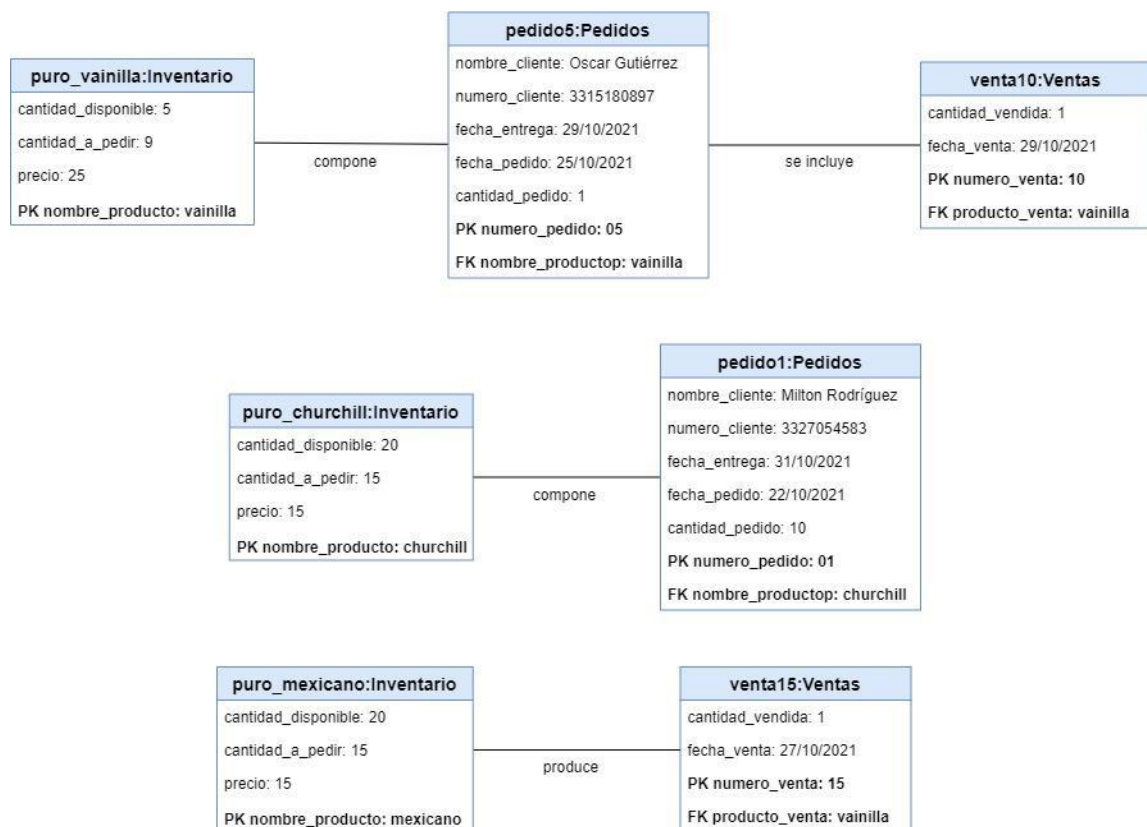 puro_vainilla:Inventario
cantidad_disponible: 5
cantidad_a_pedir: 9
precio: 25
PK nombre_producto: vainilla
compone
pedido5:Pedidos
nombre_cliente: Oscar Gutiérrez
numero_cliente: 3315180897
fecha_entrega: 29/10/2021
fecha_pedido: 25/10/2021
cantidad_pedido: 1
PK numero_pedido: 05
FK nombre_productop: vainilla
se incluye
venta10:Ventas
cantidad_vendida: 1
fecha_venta: 29/10/2021
PK numero_venta: 10
FK producto_venta: vainilla
puro_churchill:Inventario
cantidad_disponible: 20
cantidad_a_pedir: 15
precio: 15
PK nombre_producto: churchill
compone
pedido1:Pedidos
nombre_cliente: Milton Rodríguez
numero_cliente: 3327054583
fecha_entrega: 31/10/2021
fecha_pedido: 22/10/2021
cantidad_pedido: 10
PK numero_pedido: 01
FK nombre_productop: churchill
puro_mexicano:Inventario
cantidad_disponible: 20
cantidad_a_pedir: 15
precio: 15
PK nombre_producto: mexicano
produce
venta15:Ventas
cantidad_vendida: 1
fecha_venta: 27/10/2021
PK numero_venta: 15
FK producto_venta: vainilla